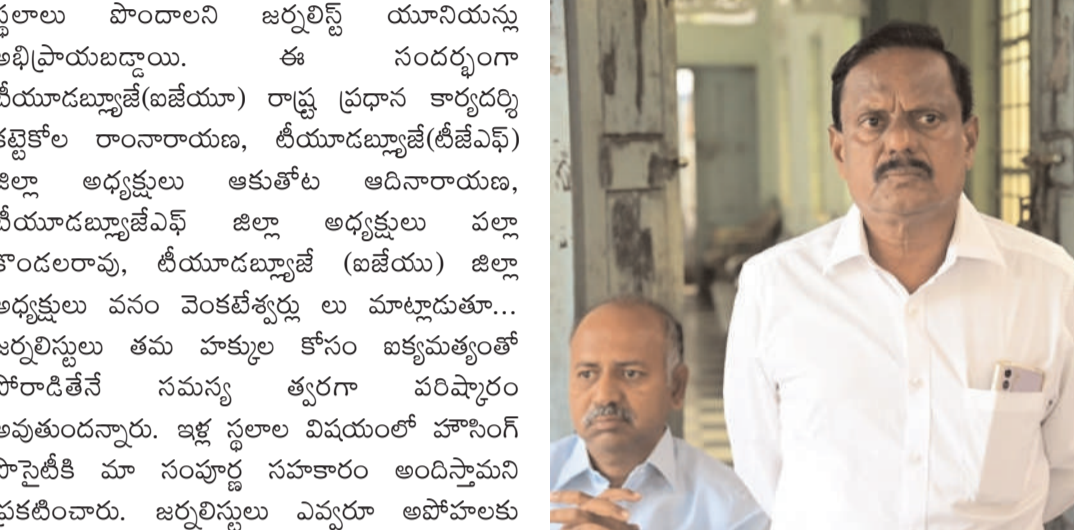 స్థలాలు పొందాలని జర్నలిస్ట్ యూనియన్లు
అభిప్రాయబడ్డాయి. ఈ సందర్భంగా
టీయూడబ్ల్యూజే(ఐజేయూ) రాష్ట్ర ప్రధాన కార్యదర్శి
కట్టెకోల రాంనారాయణ, టీయూడబ్ల్యూజే(టీజేఎఫ్)
జిల్లా అధ్యక్షులు ఆకుతోట ఆదినారాయణ,
టీయూడబ్ల్యూజేఎఫ్ జిల్లా అధ్యక్షులు పల్లా
కొండలరావు, టీయూడబ్ల్యూజే (ఐజేయు) జిల్లా
అధ్యక్షులు వనం వెంకటేశ్వర్లు లు మాట్లాడుతూ...
జర్నలిస్టులు తమ హక్కుల కోసం ఐక్యమత్యంతో
పోరాడితేనే సమస్య త్వరగా పరిష్కారం
అవుతుందన్నారు. ఇళ్ల స్థలాల విషయంలో హౌసింగ్
సొసైటీకి మా సంపూర్ణ సహకారం అందిస్తామని
ప్రకటించారు. జర్నలిస్టులు ఎవ్వరూ అపోహలకు